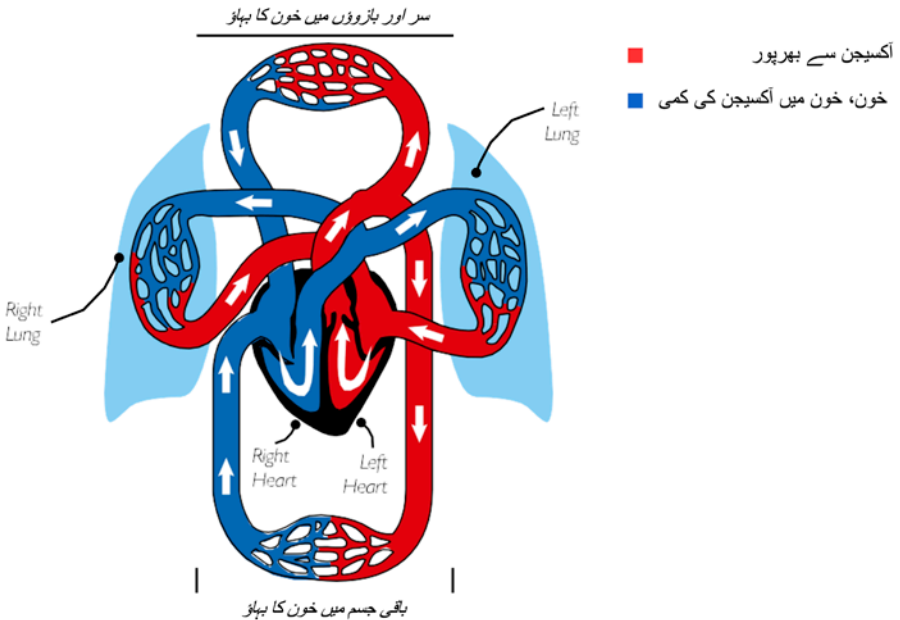 سر اور بازوؤں میں خون کا بہاؤ
آکسیجن سے بھرپور
خون، خون میں آکسیجن کی کمی
Left
Lung
Right
Lung
Right
Heart
Left
Heart
باقی جسم میں خون کا بہاؤ